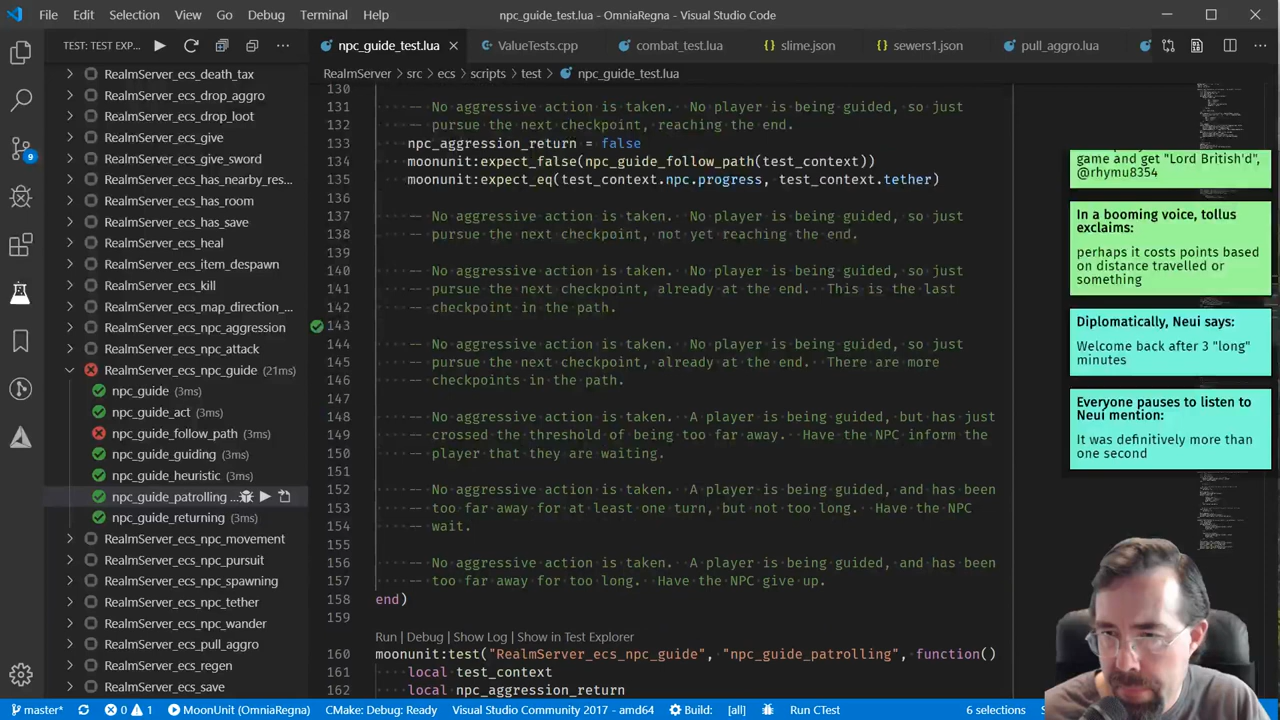 File Edit Selection View Go Debug Terminal Help
npc_guide_test.lua - OmniaRegna - Visual Studio Code
TEST: TEST EXP...
npc_guide_test.lua
ValueTests.cpp
combat_test.lua
slime.json
sewers1.json
pull_aggro.lua
RealmServer > src > ecs > scripts > test > npc_guide_test.lua
RealmServer_ecs_death_tax
RealmServer_ecs_drop_aggro
RealmServer_ecs_drop_loot
RealmServer_ecs_give
RealmServer_ecs_give_sword
RealmServer_ecs_has_nearby_res...
RealmServer_ecs_has_room
RealmServer_ecs_has_save
RealmServer_ecs_heal
RealmServer_ecs_item_despawn
RealmServer_ecs_kill
RealmServer_ecs_map_direction_...
RealmServer_ecs_npc_aggression
RealmServer_ecs_npc_attack
RealmServer_ecs_npc_guide (21ms)
npc_guide (3ms)
npc_guide_act (3ms)
npc_guide_follow_path (3ms)
npc_guide_guiding (3ms)
npc_guide_heuristic (3ms)
npc_guide_patrolling ...
npc_guide_returning (3ms)
RealmServer_ecs_npc_movement
RealmServer_ecs_npc_pursuit
RealmServer_ecs_npc_spawning
RealmServer_ecs_npc_tether
RealmServer_ecs_npc_wander
RealmServer_ecs_pull_aggro
RealmServer_ecs_regen
RealmServer_ecs_save
130
131 -- No aggressive action is taken.  No player is being guided, so just
132 -- pursue the next checkpoint, reaching the end.
133 npc_aggression_return = false
134 moonunit:expect_false(npc_guide_follow_path(test_context))
135 moonunit:expect_eq(test_context.npc.progress, test_context.tether)
136
137 -- No aggressive action is taken.  No player is being guided, so just
138 -- pursue the next checkpoint, not yet reaching the end.
139
140 -- No aggressive action is taken.  No player is being guided, so just
141 -- pursue the next checkpoint, already at the end.  This is the last
142 -- checkpoint in the path.
143
144 -- No aggressive action is taken.  No player is being guided, so just
145 -- pursue the next checkpoint, already at the end.  There are more
146 -- checkpoints in the path.
147
148 -- No aggressive action is taken.  A player is being guided, but has just
149 -- crossed the threshold of being too far away.  Have the NPC inform the
150 -- player that they are waiting.
151
152 -- No aggressive action is taken.  A player is being guided, and has been
153 -- too far away for at least one turn, but not too long.  Have the NPC
154 -- wait.
155
156 -- No aggressive action is taken.  A player is being guided, and has been
157 -- too far away for too long.  Have the NPC give up.
158 end)
159
Run | Debug | Show Log | Show in Test Explorer
160 moonunit:test("RealmServer_ecs_npc_guide", "npc_guide_patrolling", function()
161 local test_context
162 local npc_aggression_return
game and get "Lord British'd",
@rhymu8354
In a booming voice, tollus
exclaims:
perhaps it costs points based
on distance travelled or
something
Diplomatically, Neui says:
Welcome back after 3 "long"
minutes
Everyone pauses to listen to
Neui mention:
It was definitively more than
one second
9
master* 0 1 MoonUnit (OmniaRegna) CMake: Debug: Ready Visual Studio Community 2017 - amd64 Build: [all] Run CTest 6 selections